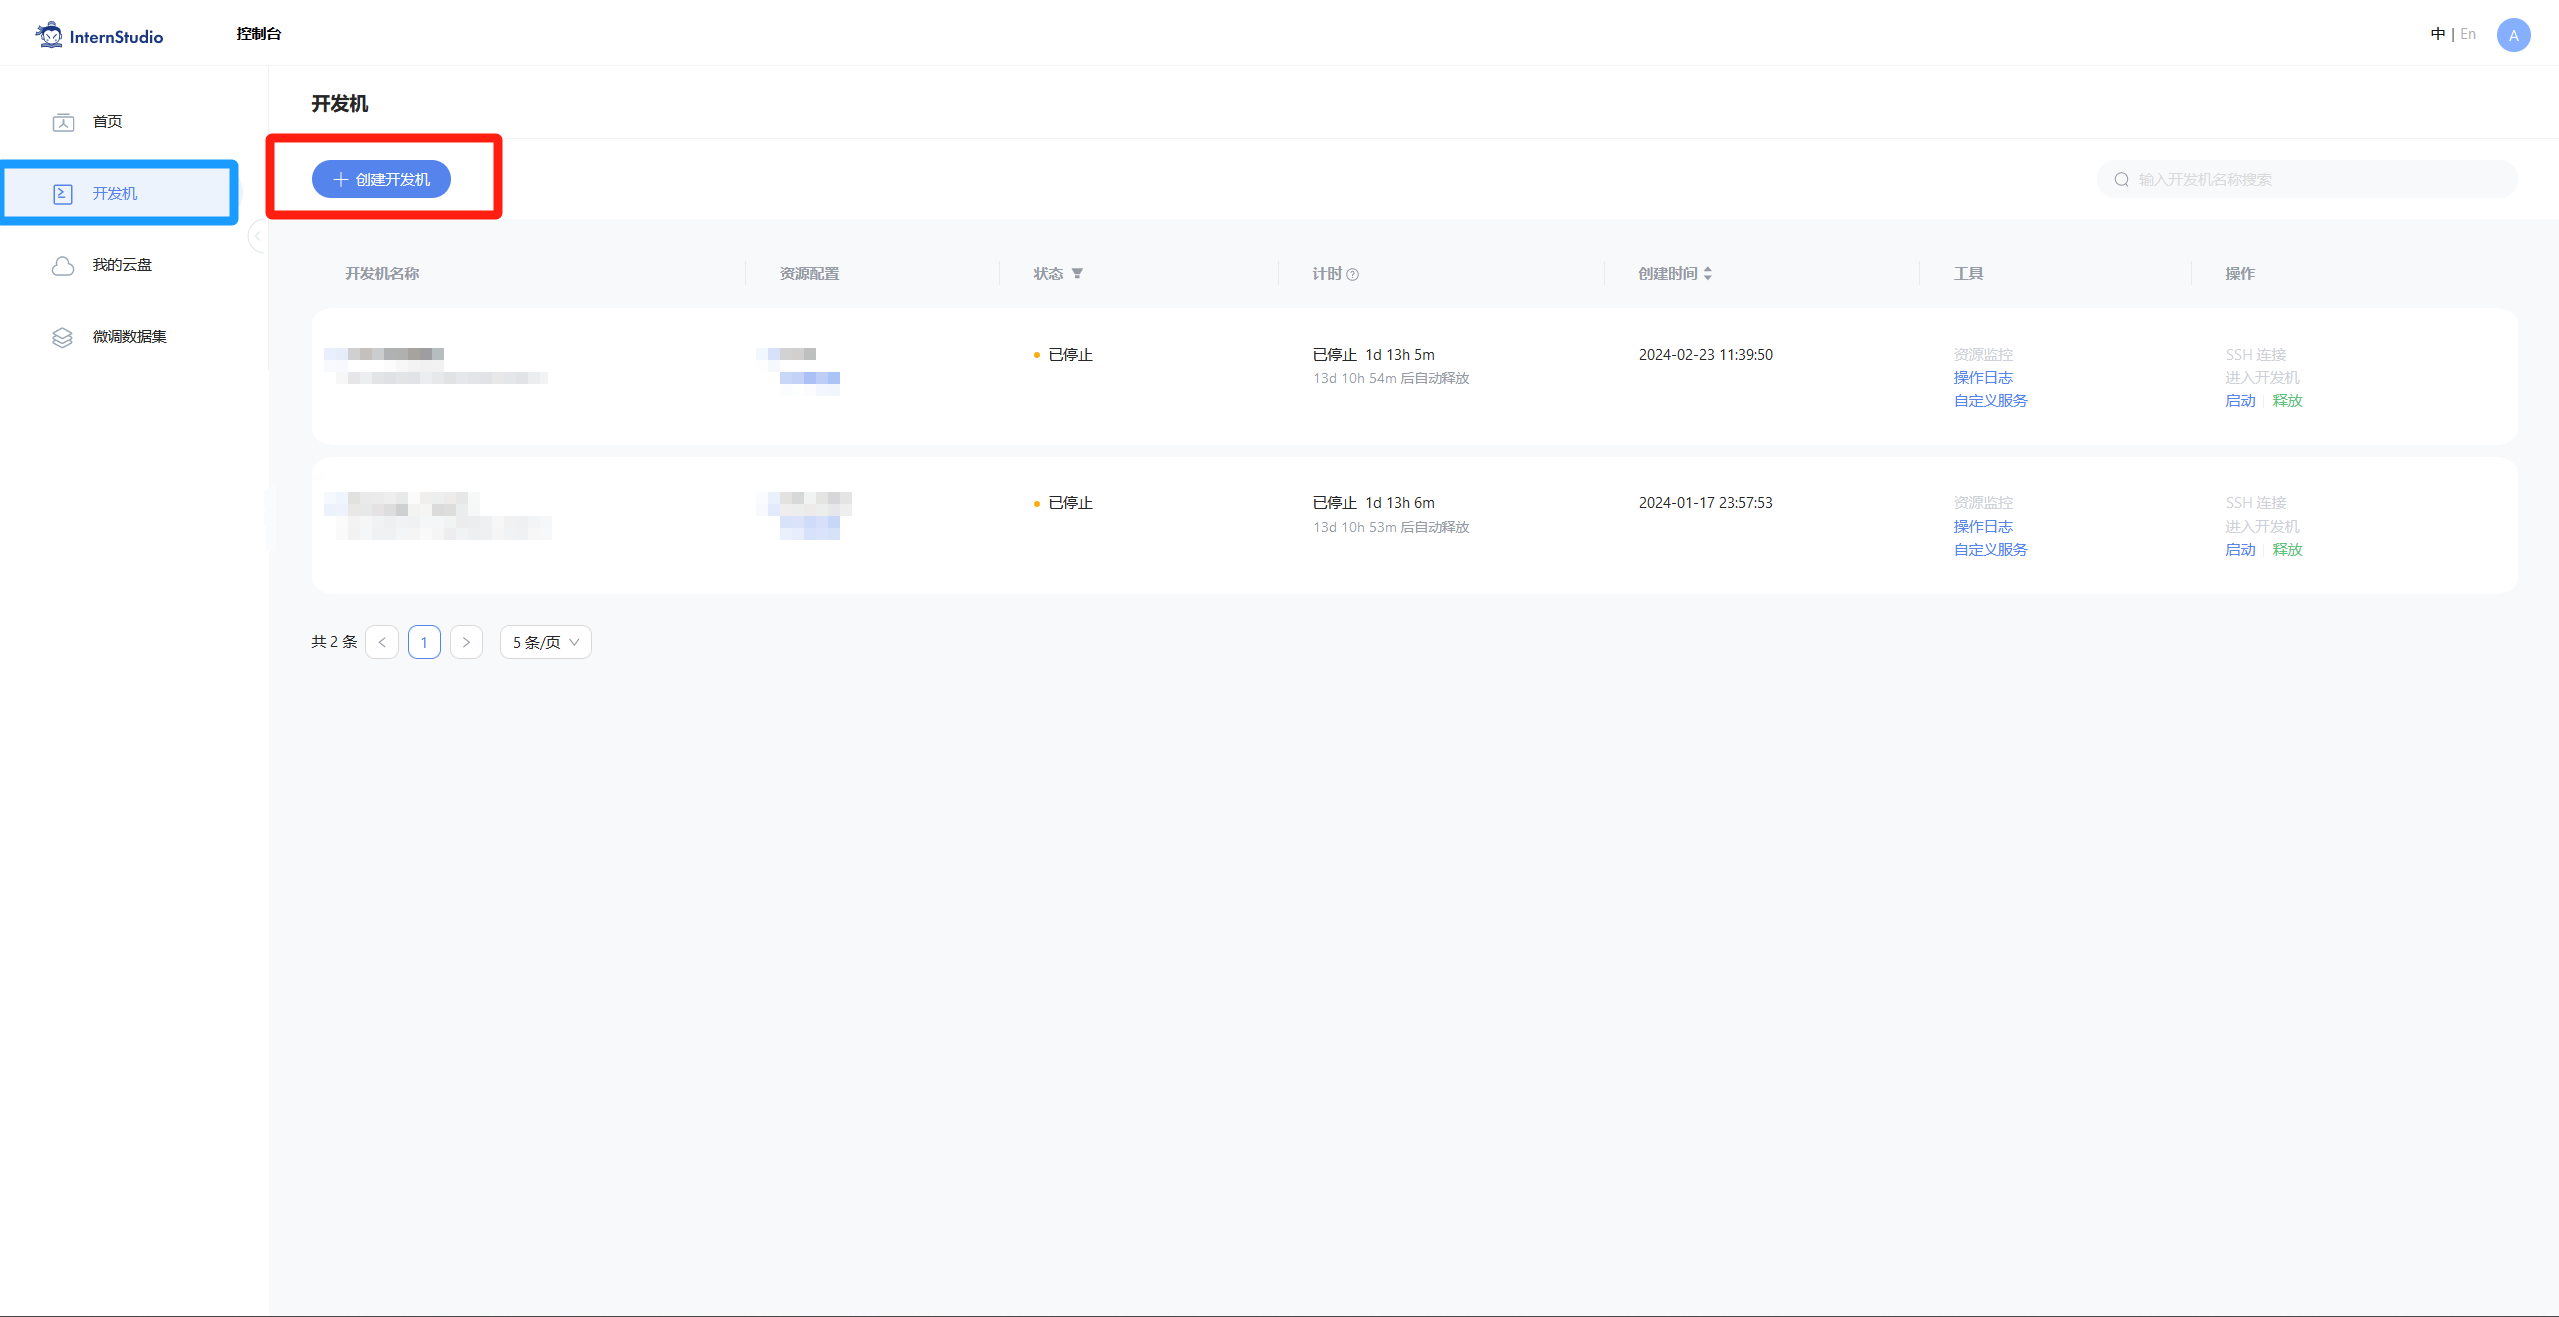 InternStudio
控制台
中 | En
A
首页
开发机
我的云盘
微调数据集
开发机
创建开发机
输入开发机名称搜索
开发机名称 资源配置 状态 计时 创建时间 工具 操作
已停止 已停止 1d 13h 5m 2024-02-23 11:39:50 资源监控 SSH 连接
13d 10h 54m 后自动释放 操作日志 进入开发机
自定义服务 启动 释放
已停止 已停止 1d 13h 6m 2024-01-17 23:57:53 资源监控 SSH 连接
13d 10h 53m 后自动释放 操作日志 进入开发机
自定义服务 启动 释放
共 2 条 < 1 > 5 条/页